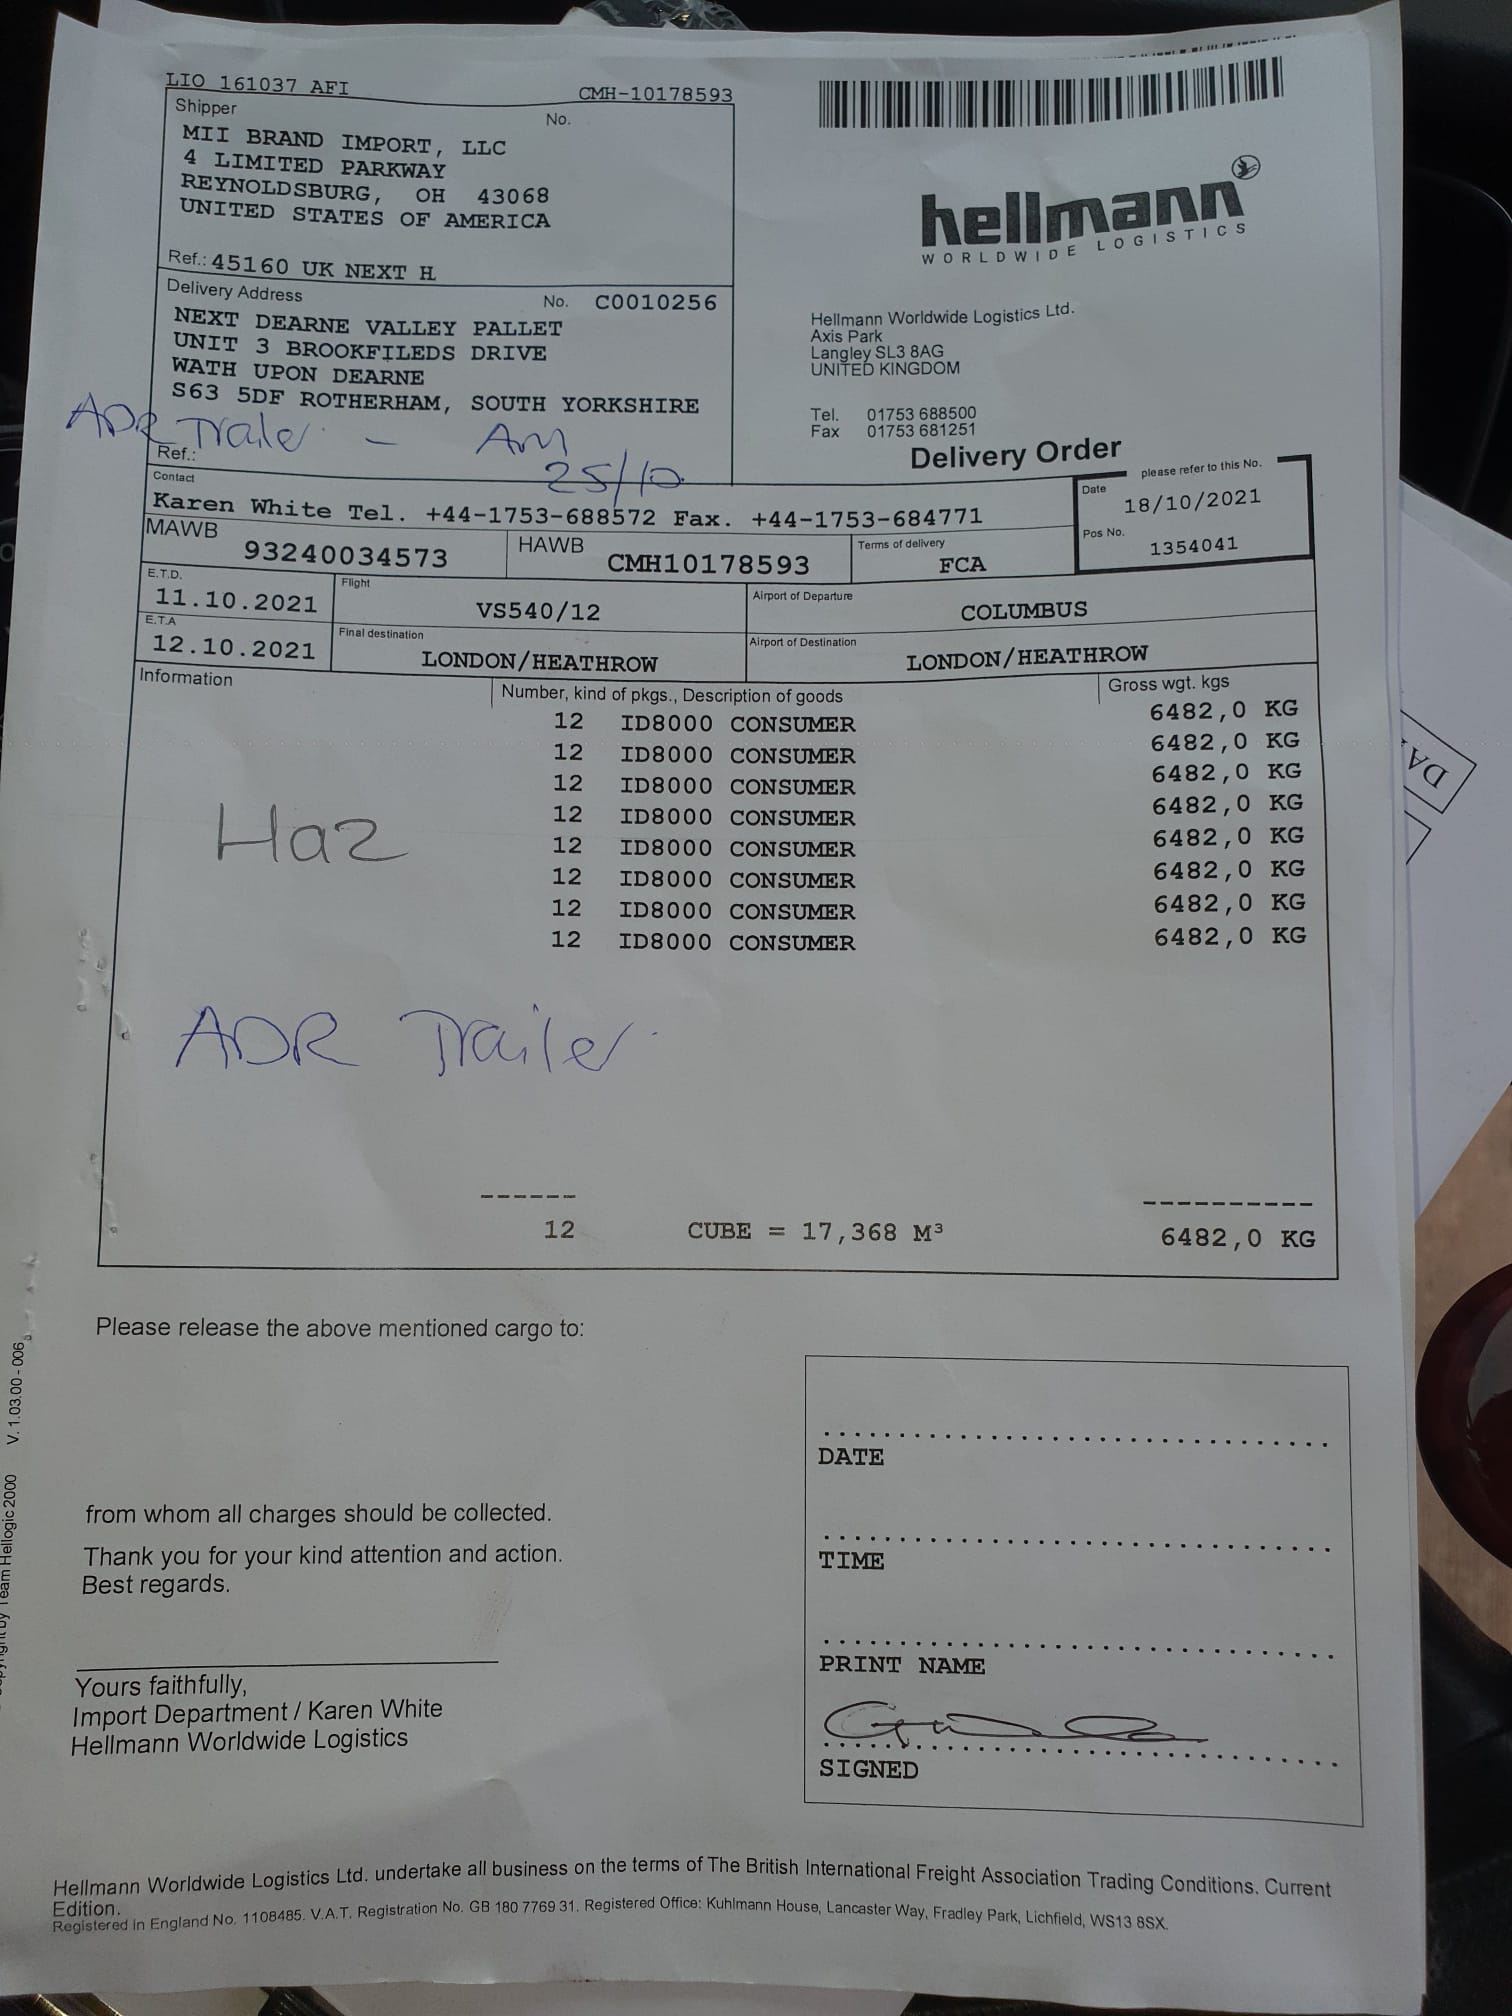 LIO 161037 AFI
CMH-10178593
Shipper
No.
MII BRAND IMPORT, LLC
4 LIMITED PARKWAY
REYNOLDSBURG, OH 43068
UNITED STATES OF AMERICA
Ref.: 45160 UK NEXT H
hellmann
WORLDWIDE LOGISTICS
Delivery Address
No. C0010256
NEXT DEARNE VALLEY PALLET
UNIT 3 BROOKFILEDS DRIVE
WATH UPON DEARNE
S63 5DF ROTHERHAM, SOUTH YORKSHIRE
ADR Trailer - AM
25/10
Ref.:
Hellmann Worldwide Logistics Ltd.
Axis Park
Langley SL3 8AG
UNITED KINGDOM
Tel. 01753 688500
Fax 01753 681251
Delivery Order
please refer to this No.
Contact
Karen White Tel. +44-1753-688572 Fax. +44-1753-684771
Date
18/10/2021
Pos No.
1354041
MAWB
93240034573
HAWB
CMH10178593
Terms of delivery
FCA
E.T.D.
11.10.2021
Flight
VS540/12
Airport of Departure
COLUMBUS
E.T.A
12.10.2021
Final destination
LONDON/HEATHROW
Airport of Destination
LONDON/HEATHROW
Information
Number, kind of pkgs., Description of goods
Gross wgt. kgs
12 ID8000 CONSUMER 6482,0 KG
12 ID8000 CONSUMER 6482,0 KG
12 ID8000 CONSUMER 6482,0 KG
12 ID8000 CONSUMER 6482,0 KG
12 ID8000 CONSUMER 6482,0 KG
12 ID8000 CONSUMER 6482,0 KG
12 ID8000 CONSUMER 6482,0 KG
12 ID8000 CONSUMER 6482,0 KG
Haz
ADR Trailer
12 CUBE = 17,368 M³ 6482,0 KG
Please release the above mentioned cargo to:
from whom all charges should be collected.
Thank you for your kind attention and action.
Best regards.
Yours faithfully,
Import Department / Karen White
Hellmann Worldwide Logistics
DATE
TIME
PRINT NAME
SIGNED
Hellmann Worldwide Logistics Ltd. undertake all business on the terms of The British International Freight Association Trading Conditions. Current
Edition.
Registered in England No. 1108485. V.A.T. Registration No. GB 180 7769 31. Registered Office: Kuhlmann House, Lancaster Way, Fradley Park, Lichfield, WS13 8SX.
by Team Hellogic 2000 V. 1.03.00 - 006